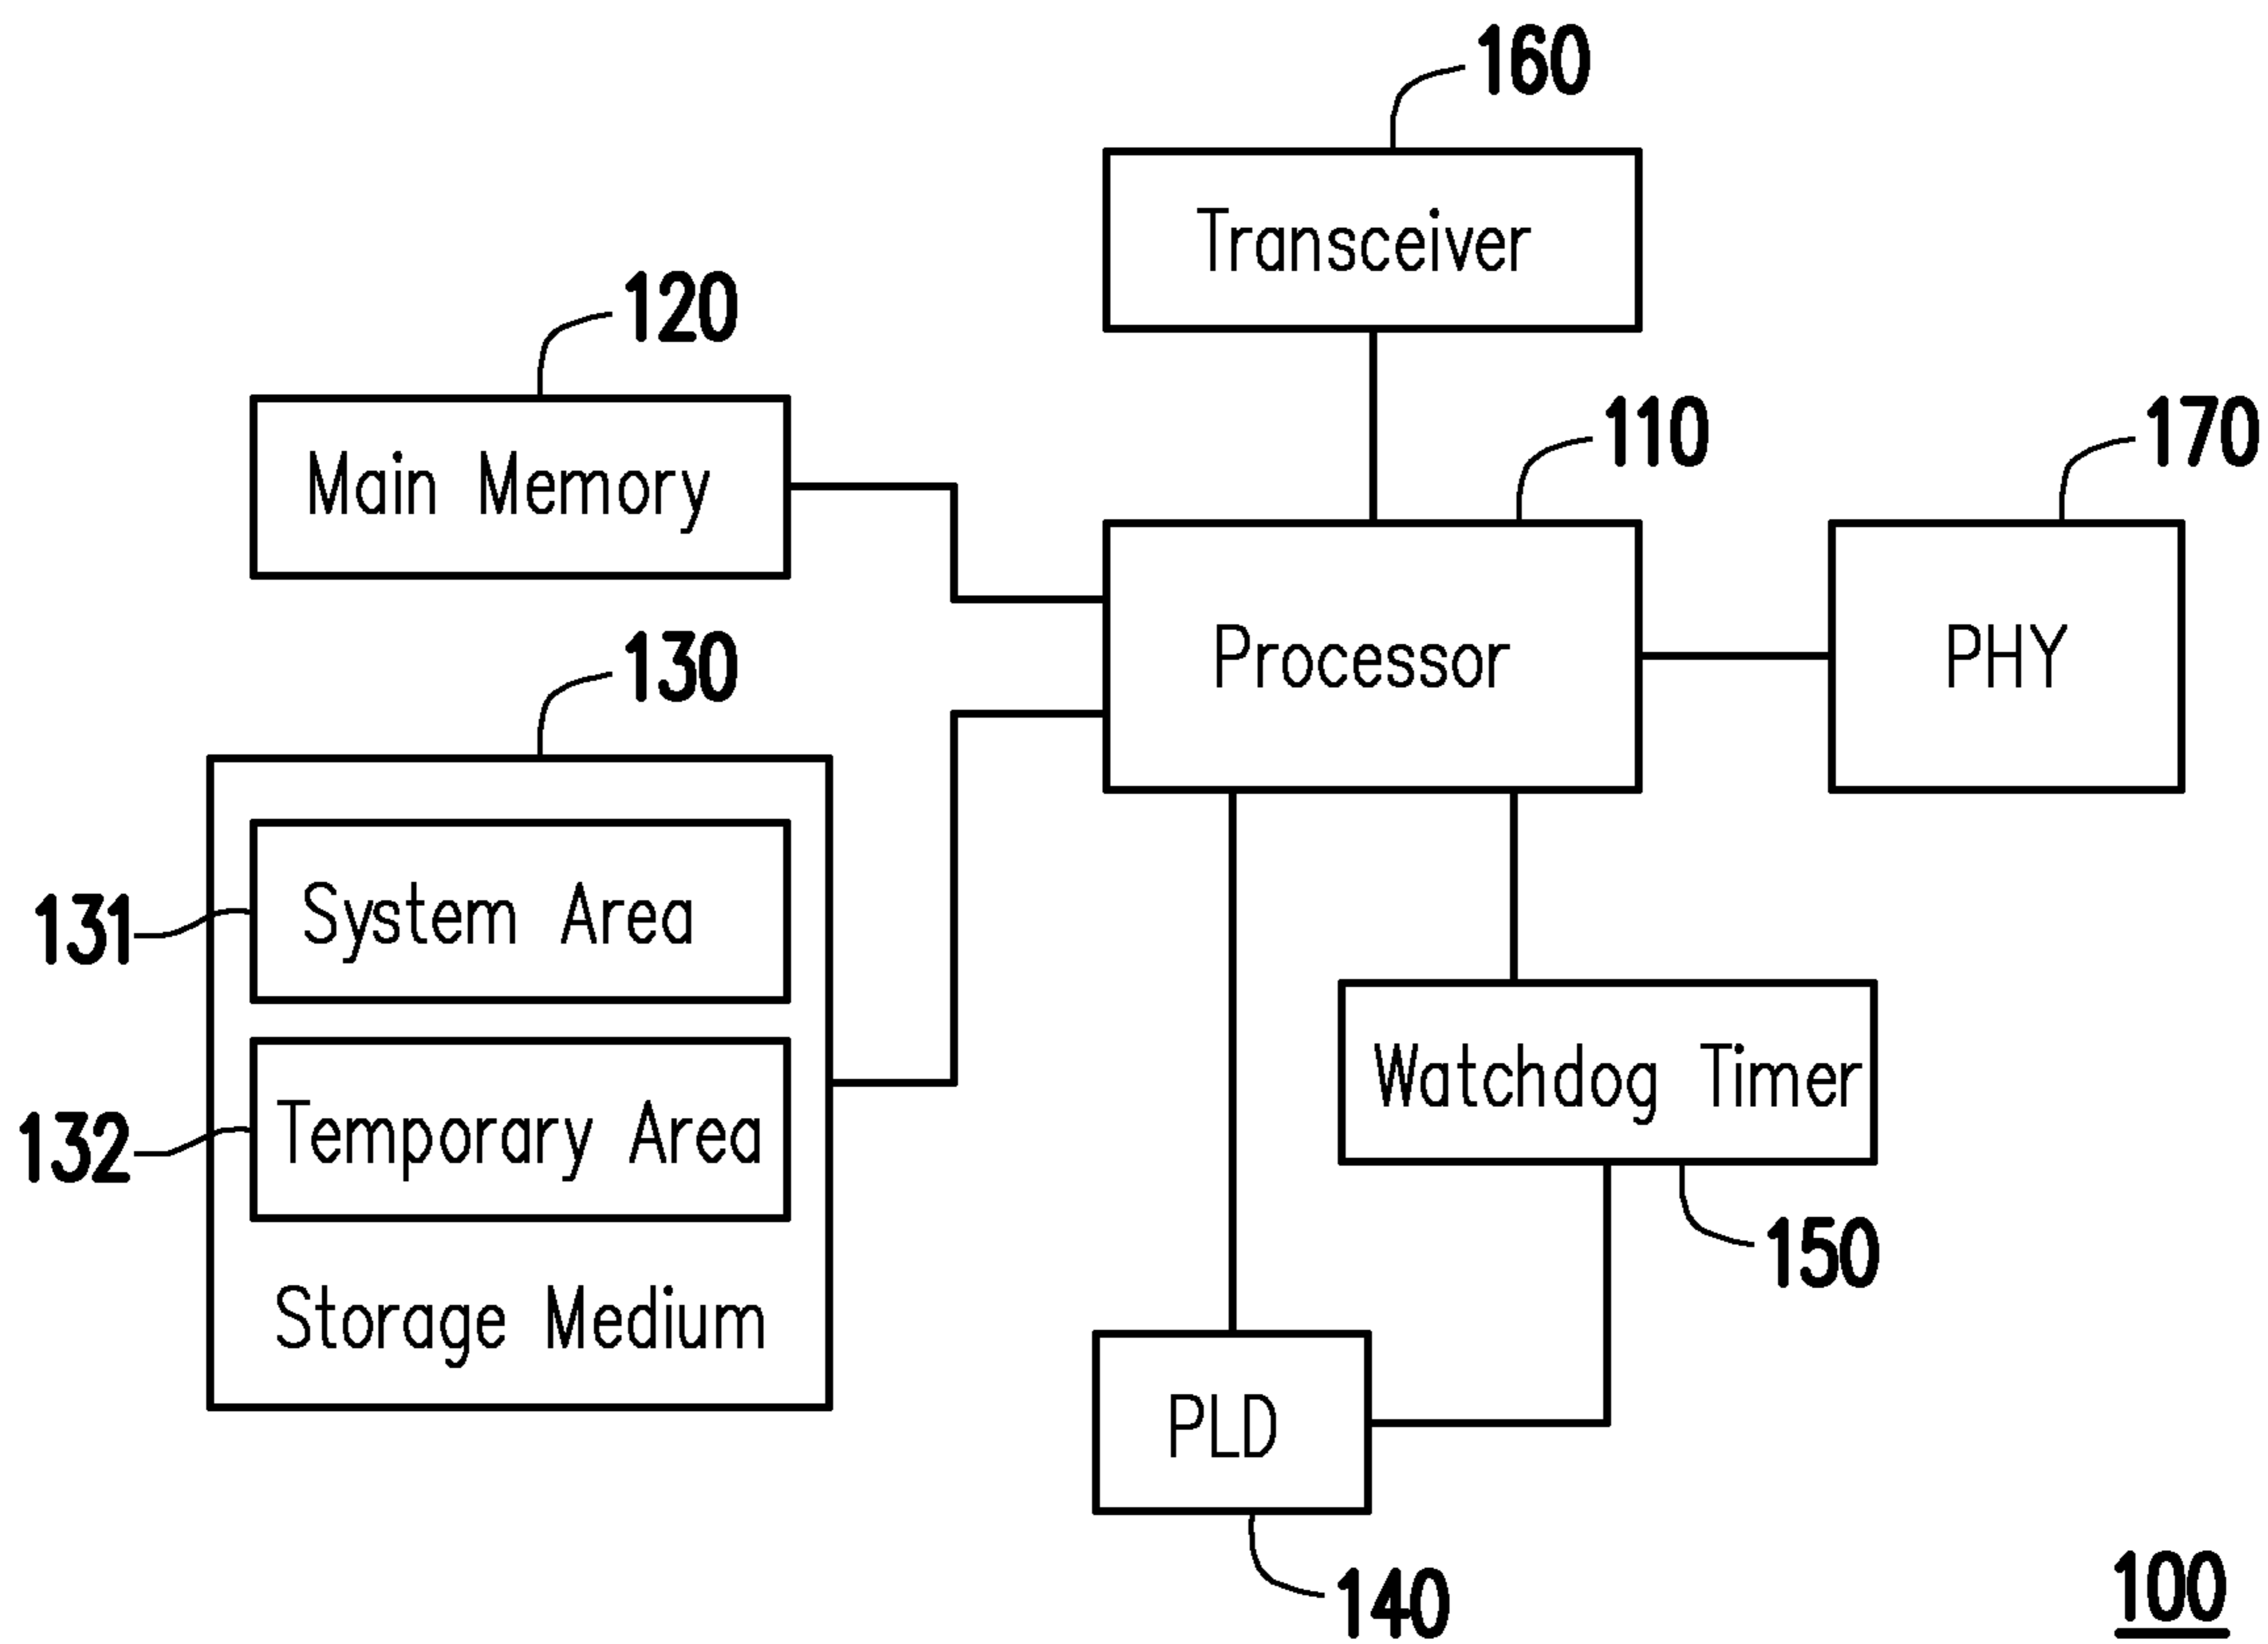 160
Transceiver
120
Main Memory
110
Processor
170
PHY
130
131
System Area
132
Temporary Area
Storage Medium
Watchdog Timer
150
PLD
140
100